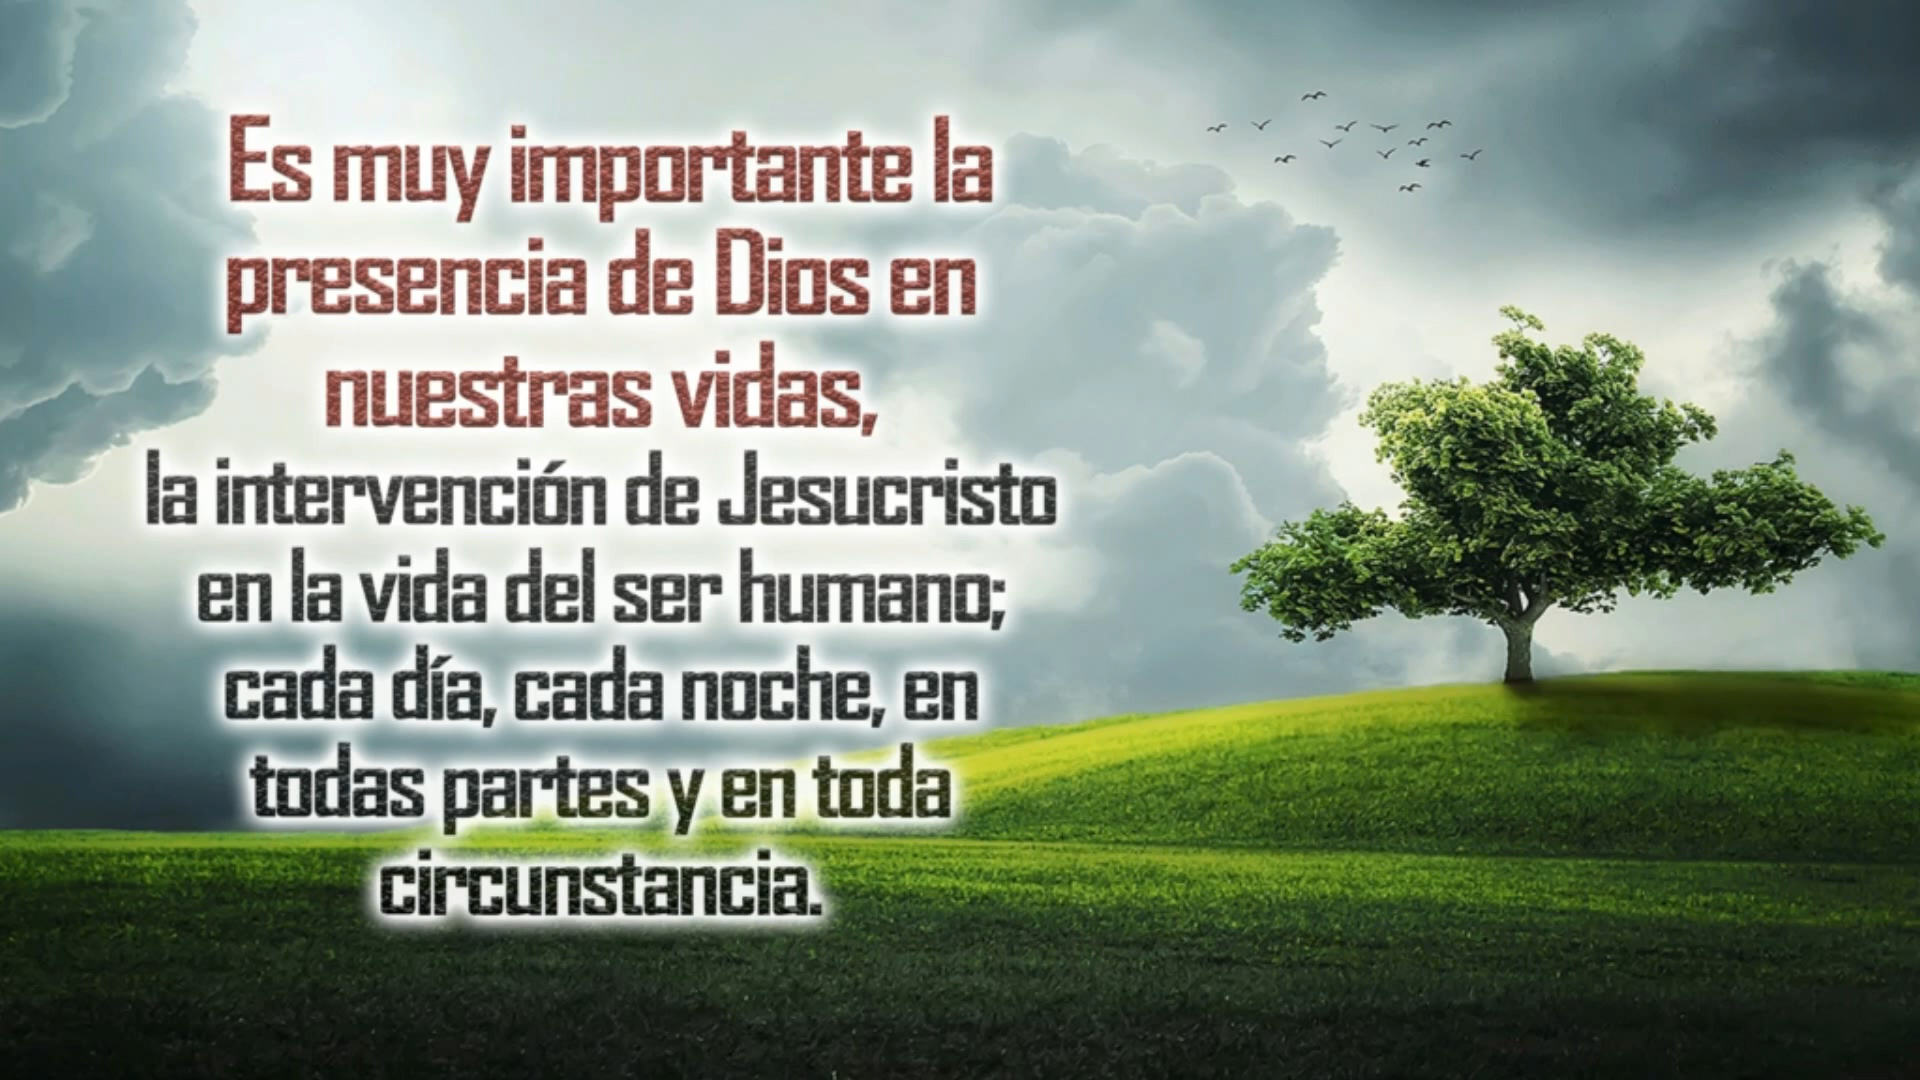 Es muy importante la
presencia de Dios en
nuestras vidas,
la intervención de Jesucristo
en la vida del ser humano;
cada día, cada noche, en
todas partes y en toda
circunstancia.